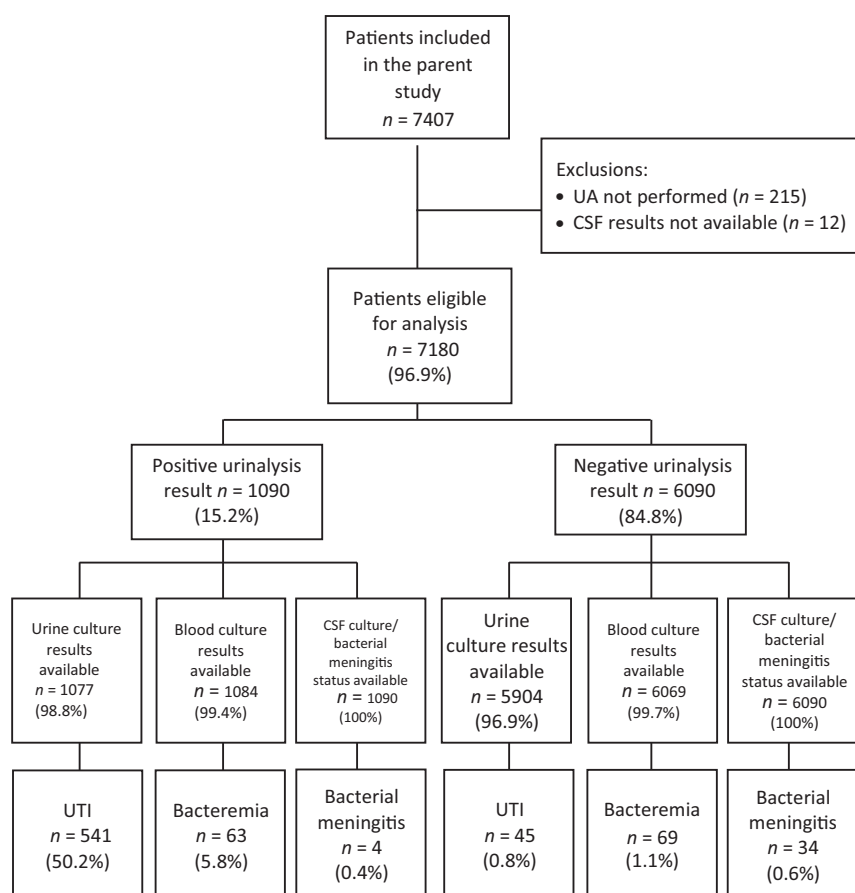 Patients included
in the parent
study
n = 7407
Exclusions:
• UA not performed (n = 215)
• CSF results not available (n = 12)
Patients eligible
for analysis
n = 7180
(96.9%)
Positive urinalysis
result n = 1090
(15.2%)
Negative urinalysis
result n = 6090
(84.8%)
Urine culture
results
available
n = 1077
(98.8%)
Blood culture
results
available
n = 1084
(99.4%)
CSF culture/
bacterial
meningitis
status available
n = 1090
(100%)
Urine
culture results
available
n = 5904
(96.9%)
Blood culture
results
available
n = 6069
(99.7%)
CSF culture/
bacterial
meningitis
status available
n = 6090
(100%)
UTI
n = 541
(50.2%)
Bacteremia
n = 63
(5.8%)
Bacterial
meningitis
n = 4
(0.4%)
UTI
n = 45
(0.8%)
Bacteremia
n = 69
(1.1%)
Bacterial
meningitis
n = 34
(0.6%)